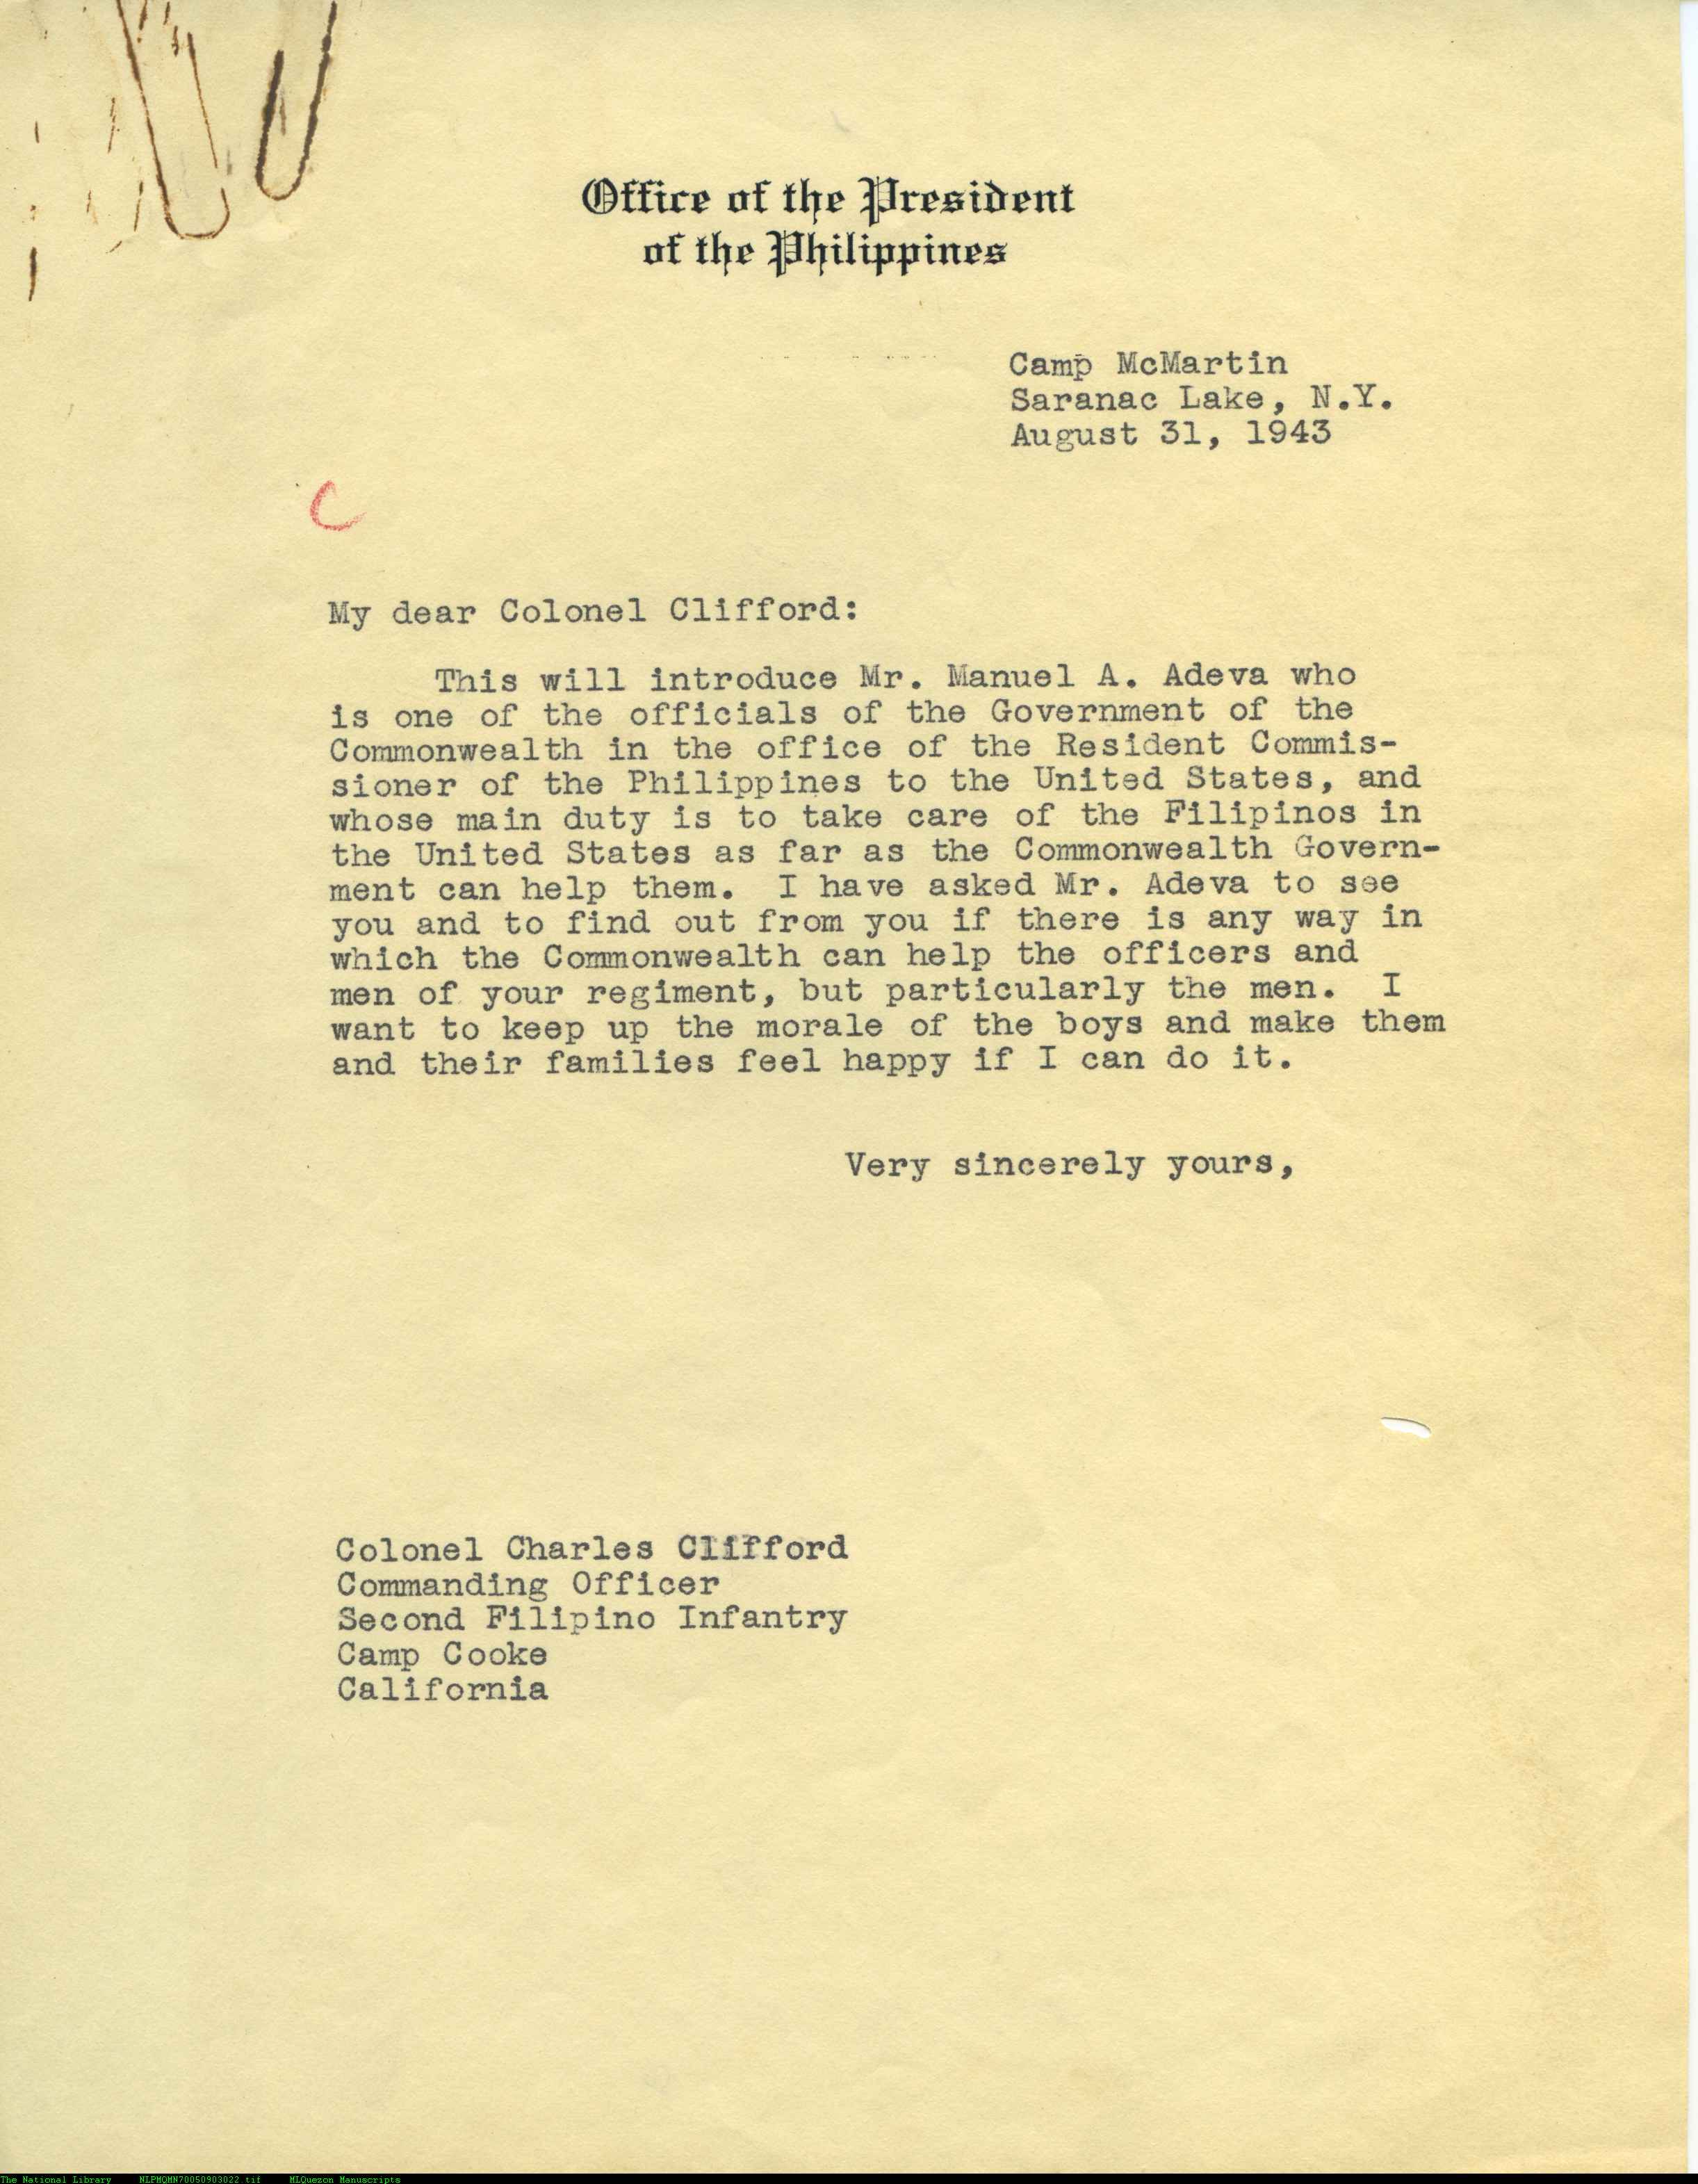 Office of the President
of the Philippines
Camp McMartin
Saranac Lake, N.Y.
August 31, 1943
C
My dear Colonel Clifford:
This will introduce Mr. Manuel A. Adeva who
is one of the officials of the Government of the
Commonwealth in the office of the Resident Commis-
sioner of the Philippines to the United States, and
whose main duty is to take care of the Filipinos in
the United States as far as the Commonwealth Govern-
ment can help them. I have asked Mr. Adeva to see
you and to find out from you if there is any way in
which the Commonwealth can help the officers and
men of your regiment, but particularly the men. I
want to keep up the morale of the boys and make them
and their families feel happy if I can do it.
Very sincerely yours,
Colonel Charles Clifford
Commanding Officer
Second Filipino Infantry
Camp Cooke
California
The National Library NLPMQMN70050903022.tif MLQuezon Manuscripts